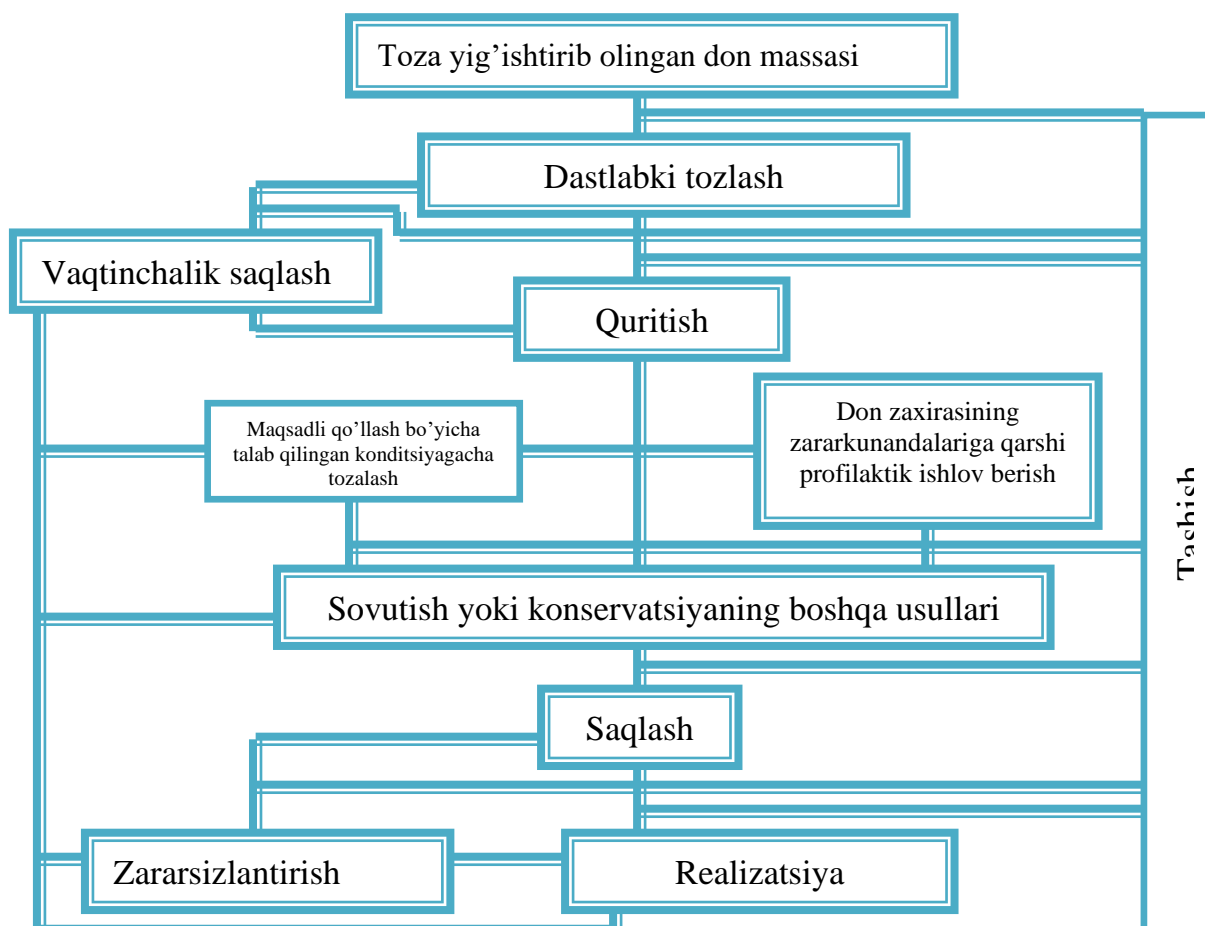 Toza yig’ishtirib olingan don massasi
Dastlabki tozlash
Vaqtinchalik saqlash
Quritish
Maqsadli qo’llash bo’yicha
talab qilingan konditsiyagacha
tozalash
Don zaxirasining
zararkunandalariga qarshi
profilaktik ishlov berish
Tashish
Sovutish yoki konservatsiyaning boshqa usullari
Saqlash
Zararsizlantirish
Realizatsiya